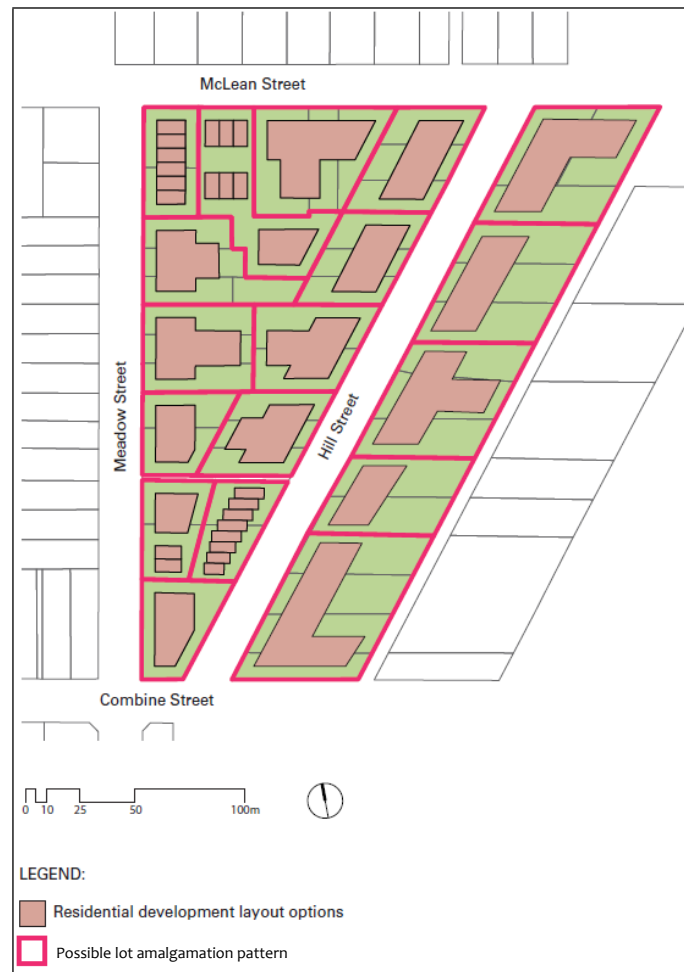 McLean Street
Meadow Street
Hill Street
Combine Street
0 10 25 50 100m
LEGEND:
Residential development layout options
Possible lot amalgamation pattern